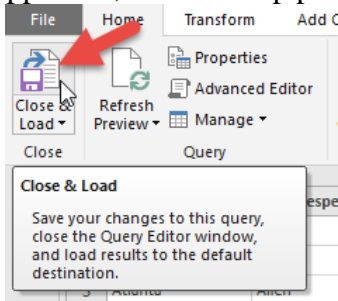 File Home Transform Add C
Properties
Advanced Editor
Close & Refresh
Load Preview Manage
Close Query
Close & Load
Save your changes to this query,
close the Query Editor window,
and load results to the default
destination.